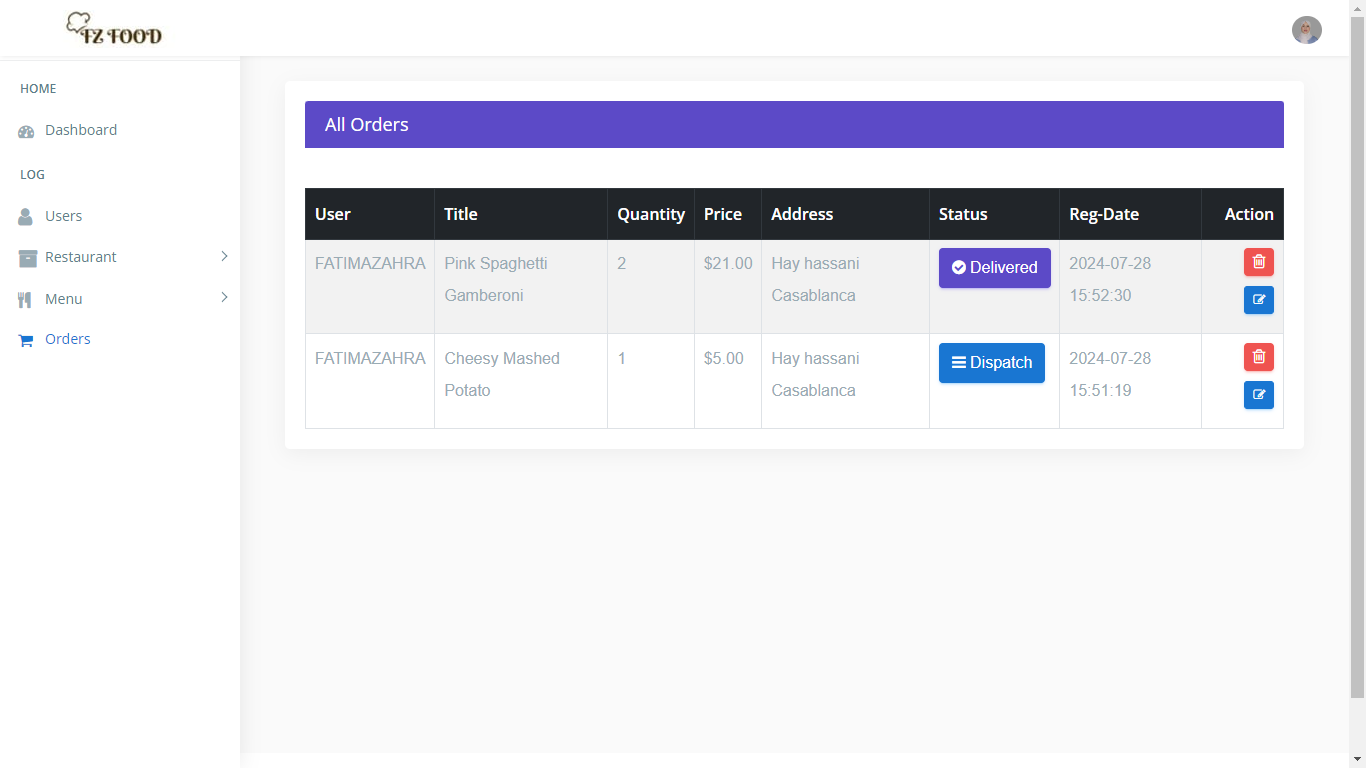 FZ FOOD
HOME
Dashboard
LOG
Users
Restaurant
Menu
Orders
All Orders
User Title Quantity Price Address Status Reg-Date Action
FATIMAZAHRA Pink Spaghetti 2 $21.00 Hay hassani Delivered 2024-07-28
Gamberoni Casablanca 15:52:30
FATIMAZAHRA Cheesy Mashed 1 $5.00 Hay hassani Dispatch 2024-07-28
Potato Casablanca 15:51:19